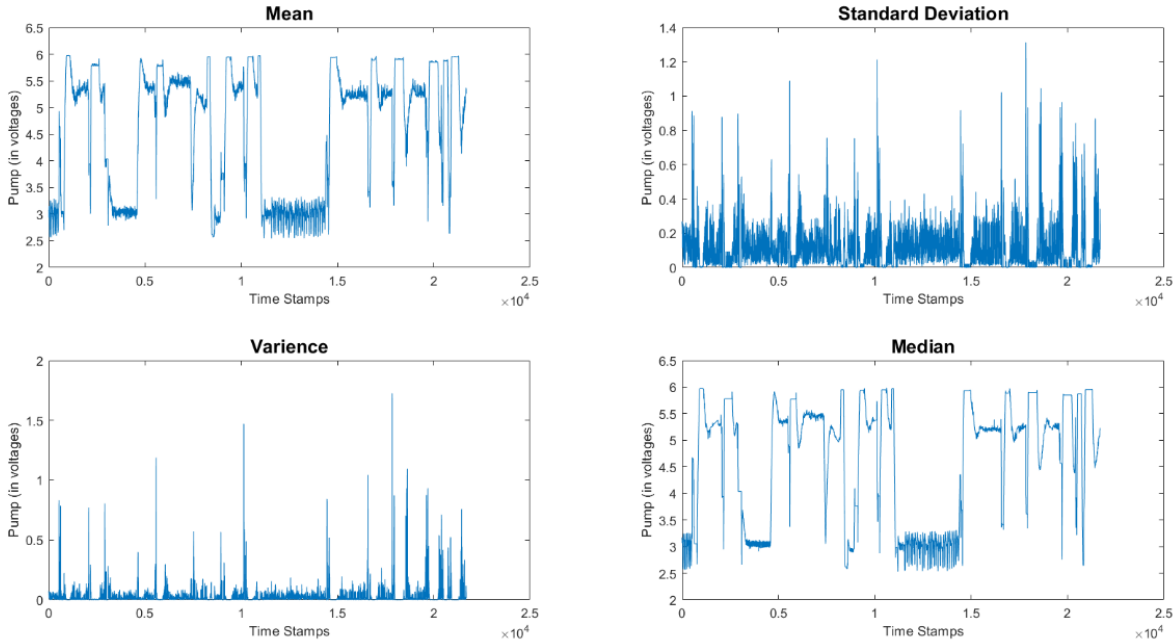 Mean
Pump (in voltages)
6.5
6
5.5
5
4.5
4
3.5
3
2.5
2
0 0.5 1 1.5 2 2.5
Time Stamps
×10⁴
Standard Deviation
Pump (in voltages)
1.4
1.2
1
0.8
0.6
0.4
0.2
0
0 0.5 1 1.5 2 2.5
Time Stamps
×10⁴
Varience
Pump (in voltages)
2
1.5
1
0.5
0
0 0.5 1 1.5 2 2.5
Time Stamps
×10⁴
Median
Pump (in voltages)
6.5
6
5.5
5
4.5
4
3.5
3
2.5
2
0 0.5 1 1.5 2 2.5
Time Stamps
×10⁴